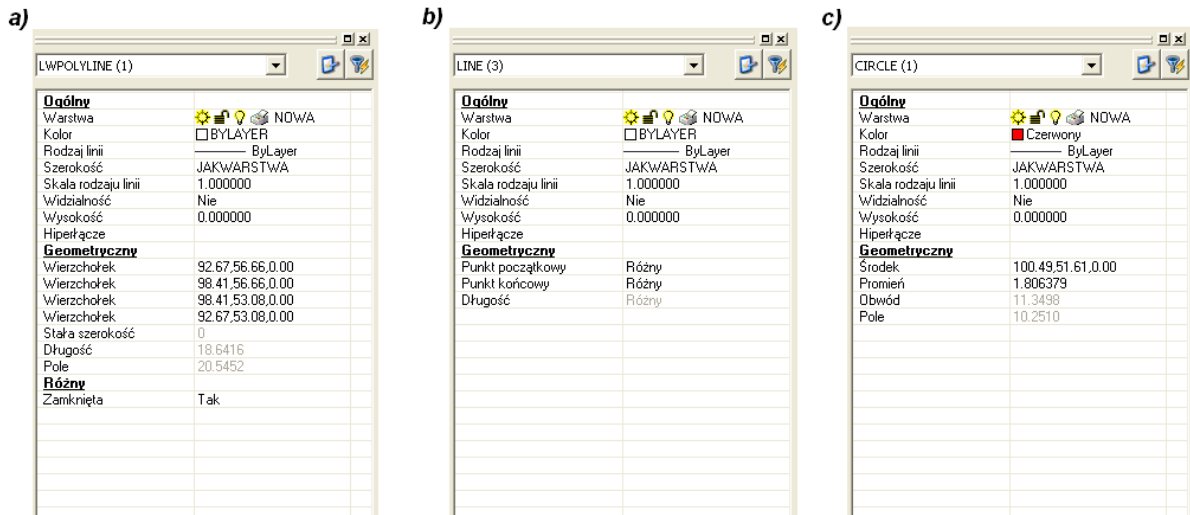 a)
LWPOLYLINE (1)
Ogólny
Warstwa NOWA
Kolor BYLAYER
Rodzaj linii ByLayer
Szerokość JAKWARSTWA
Skala rodzaju linii 1.000000
Widzialność Nie
Wysokość 0.000000
Hiperłącze
Geometryczny
Wierzchołek 92.67,56.66,0.00
Wierzchołek 98.41,56.66,0.00
Wierzchołek 98.41,53.08,0.00
Wierzchołek 92.67,53.08,0.00
Stała szerokość 0
Długość 18.6416
Pole 20.5452
Różny
Zamknięta Tak
b)
LINE (3)
Ogólny
Warstwa NOWA
Kolor BYLAYER
Rodzaj linii ByLayer
Szerokość JAKWARSTWA
Skala rodzaju linii 1.000000
Widzialność Nie
Wysokość 0.000000
Hiperłącze
Geometryczny
Punkt początkowy Różny
Punkt końcowy Różny
Długość Różny
c)
CIRCLE (1)
Ogólny
Warstwa NOWA
Kolor Czerwony
Rodzaj linii ByLayer
Szerokość JAKWARSTWA
Skala rodzaju linii 1.000000
Widzialność Nie
Wysokość 0.000000
Hiperłącze
Geometryczny
Środek 100.49,51.61,0.00
Promień 1.806379
Obwód 11.3498
Pole 10.2510